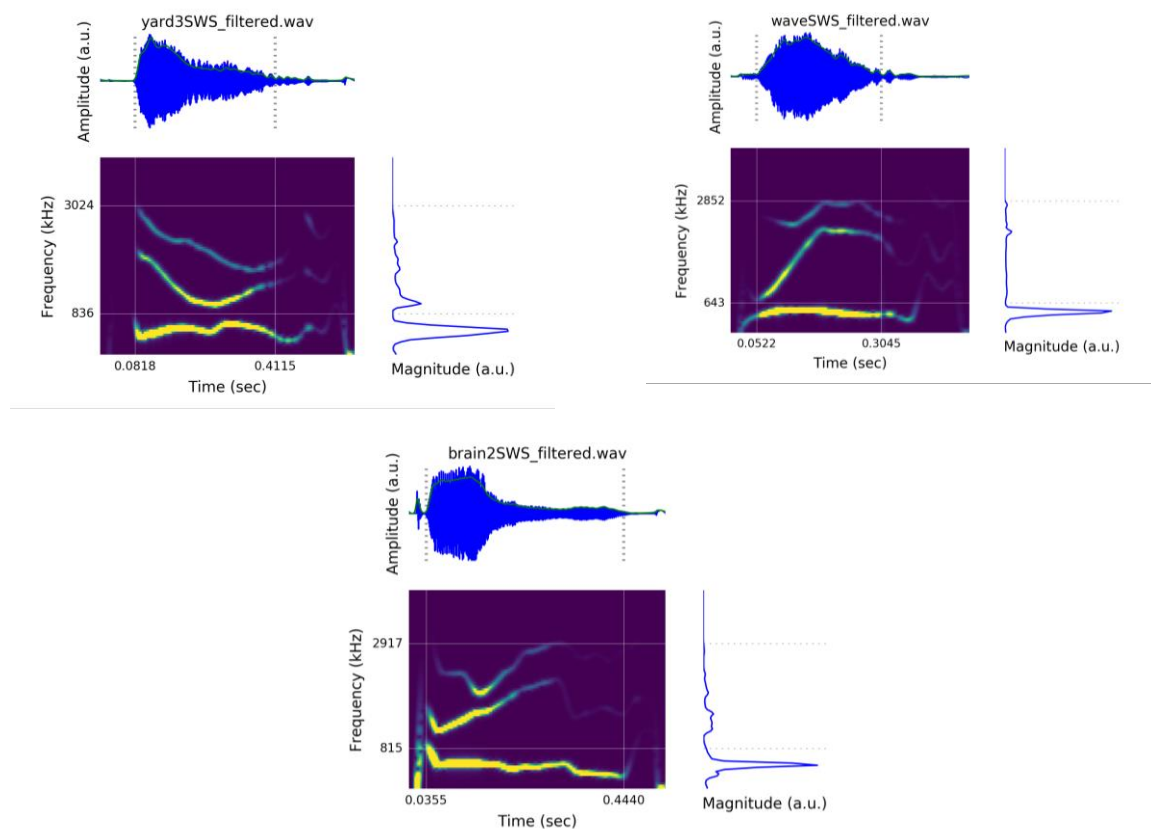 yard3SWS_filtered.wav
Amplitude (a.u.)
3024
836
Frequency (kHz)
0.0818
0.4115
Time (sec)
Magnitude (a.u.)
waveSWS_filtered.wav
Amplitude (a.u.)
2852
643
Frequency (kHz)
0.0522
0.3045
Time (sec)
Magnitude (a.u.)
brain2SWS_filtered.wav
Amplitude (a.u.)
2917
815
Frequency (kHz)
0.0355
0.4440
Time (sec)
Magnitude (a.u.)